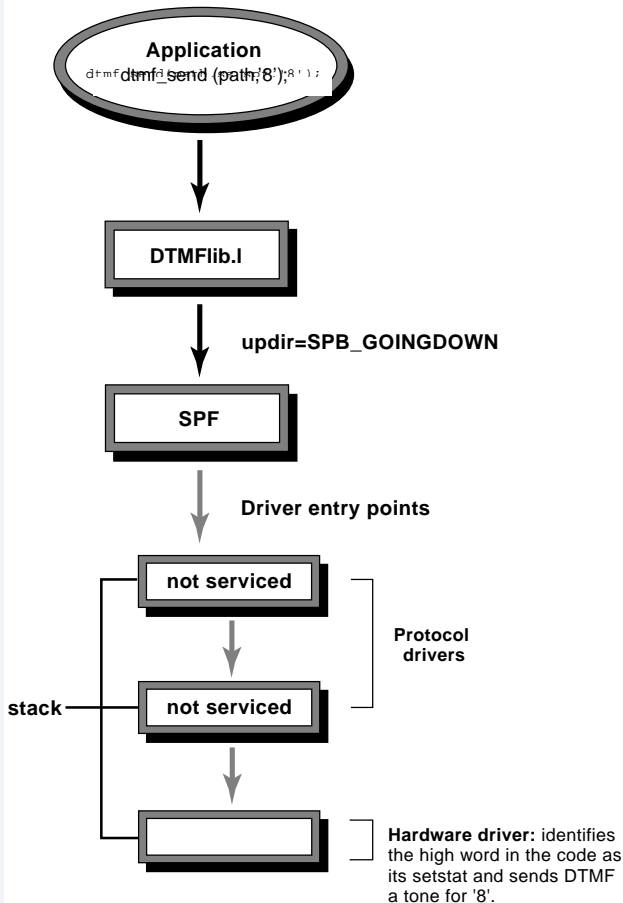 Application
dtmf_send (path,'8');
DTMFlib.l
updir=SPB_GOINGDOWN
SPF
Driver entry points
not serviced
Protocol
drivers
stack
not serviced
Hardware driver: identifies
the high word in the code as
its setstat and sends DTMF
a tone for '8'.